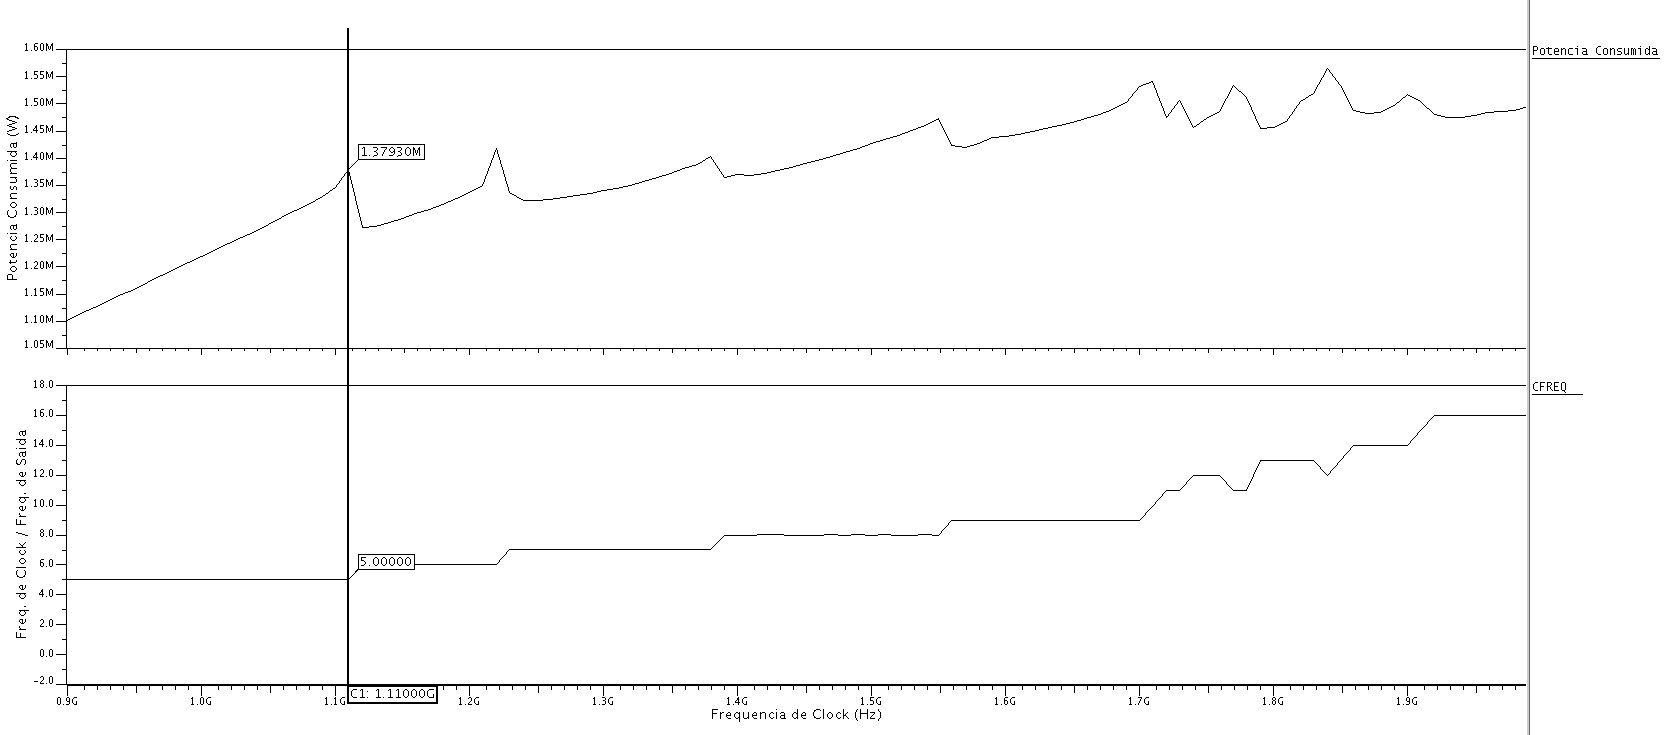 Potencia Consumida (W)
1.60M
1.55M
1.50M
1.45M
1.40M
1.35M
1.30M
1.25M
1.20M
1.15M
1.10M
1.05M
1.37930M
Potencia Consumida
Freq. de Clock / Freq. de Saida
18.0
16.0
14.0
12.0
10.0
8.0
6.0
4.0
2.0
0.0
-2.0
5.00000
CFREQ
C1: 1.11000G
0.9G 1.0G 1.1G 1.2G 1.3G 1.4G 1.5G 1.6G 1.7G 1.8G 1.9G
Frequencia de Clock (Hz)